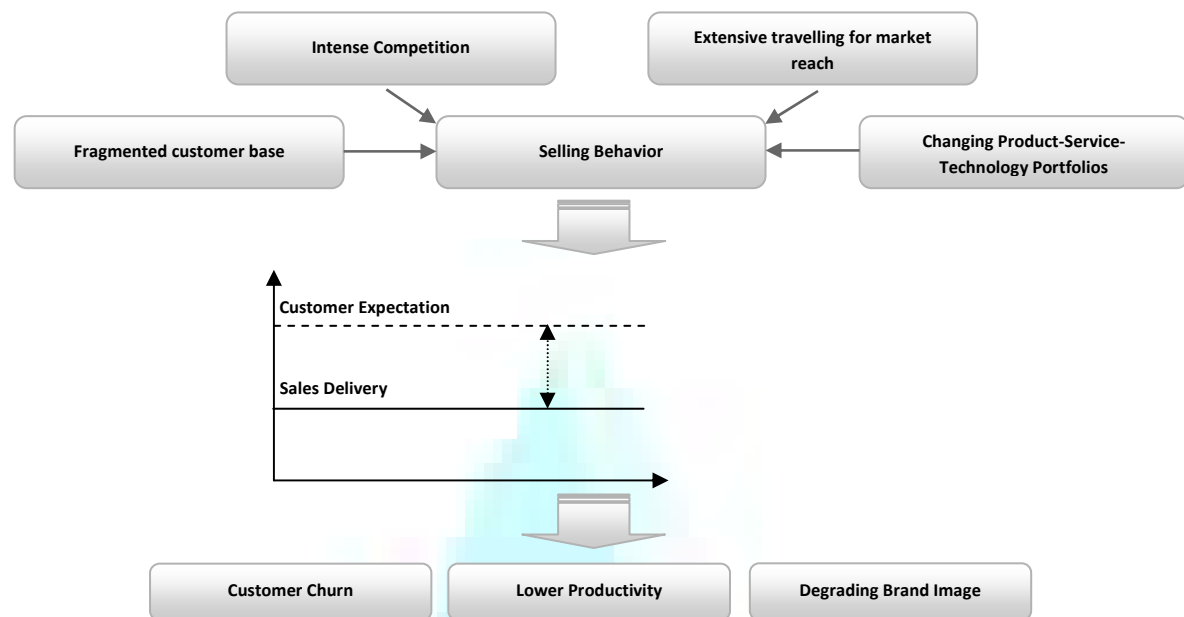 Intense Competition
Extensive travelling for market
reach
Fragmented customer base
Selling Behavior
Changing Product-Service-
Technology Portfolios
Customer Expectation
Sales Delivery
Customer Churn
Lower Productivity
Degrading Brand Image